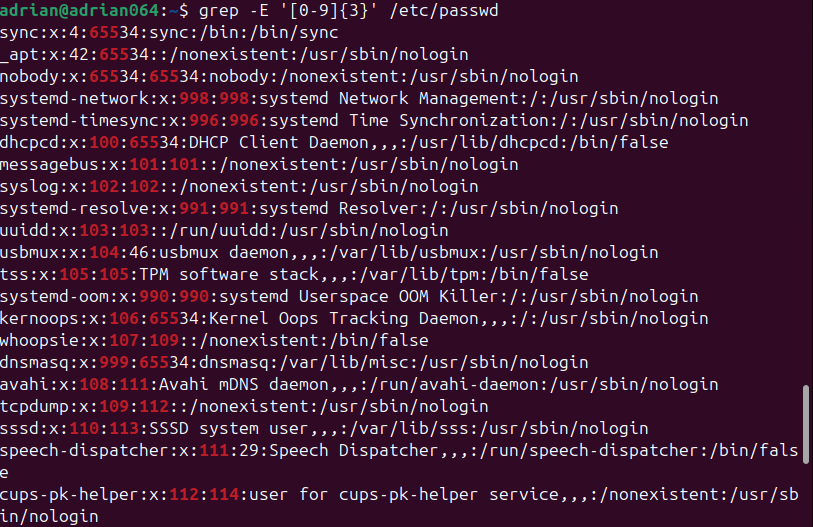 adrian@adrian064:~$ grep -E '[0-9]{3}' /etc/passwd
sync:x:4:65534:sync:/bin:/bin/sync
_apt:x:42:65534::/nonexistent:/usr/sbin/nologin
nobody:x:65534:65534:nobody:/nonexistent:/usr/sbin/nologin
systemd-network:x:998:998:systemd Network Management:/:/usr/sbin/nologin
systemd-timesync:x:996:996:systemd Time Synchronization:/:/usr/sbin/nologin
dhcpcd:x:100:65534:DHCP Client Daemon,,,:/usr/lib/dhcpcd:/bin/false
messagebus:x:101:101::/nonexistent:/usr/sbin/nologin
syslog:x:102:102::/nonexistent:/usr/sbin/nologin
systemd-resolve:x:991:991:systemd Resolver:/:/usr/sbin/nologin
uuidd:x:103:103::/run/uuidd:/usr/sbin/nologin
usbmux:x:104:46:usbmux daemon,,,:/var/lib/usbmux:/usr/sbin/nologin
tss:x:105:105:TPM software stack,,,:/var/lib/tpm:/bin/false
systemd-oom:x:990:990:systemd Userspace OOM Killer:/:/usr/sbin/nologin
kernoops:x:106:65534:Kernel Oops Tracking Daemon,,,:/:/usr/sbin/nologin
whoopsie:x:107:109::/nonexistent:/bin/false
dnsmasq:x:999:65534:dnsmasq:/var/lib/misc:/usr/sbin/nologin
avahi:x:108:111:Avahi mDNS daemon,,,:/run/avahi-daemon:/usr/sbin/nologin
tcpdump:x:109:112::/nonexistent:/usr/sbin/nologin
sssd:x:110:113:SSSD system user,,,:/var/lib/sss:/usr/sbin/nologin
speech-dispatcher:x:111:29:Speech Dispatcher,,,:/run/speech-dispatcher:/bin/fals
e
cups-pk-helper:x:112:114:user for cups-pk-helper service,,,:/nonexistent:/usr/sb
in/nologin